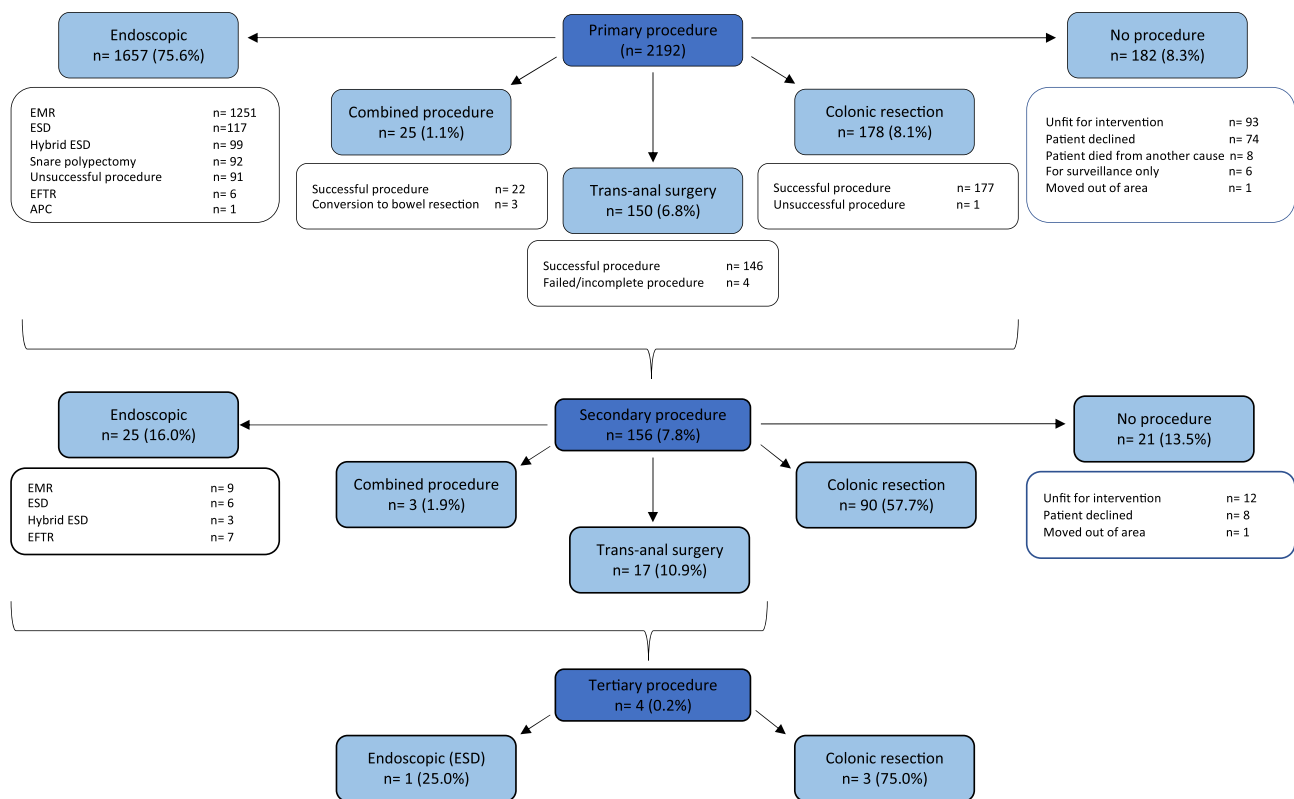 Primary procedure
(n= 2192)
Endoscopic
n= 1657 (75.6%)
EMR n= 1251
ESD n=117
Hybrid ESD n= 99
Snare polypectomy n= 92
Unsuccessful procedure n= 91
EFTR n= 6
APC n= 1
Combined procedure
n= 25 (1.1%)
Successful procedure n= 22
Conversion to bowel resection n= 3
Trans-anal surgery
n= 150 (6.8%)
Successful procedure n= 146
Failed/incomplete procedure n= 4
Colonic resection
n= 178 (8.1%)
Successful procedure n= 177
Unsuccessful procedure n= 1
No procedure
n= 182 (8.3%)
Unfit for intervention n= 93
Patient declined n= 74
Patient died from another cause n= 8
For surveillance only n= 6
Moved out of area n= 1
Secondary procedure
n= 156 (7.8%)
Endoscopic
n= 25 (16.0%)
EMR n= 9
ESD n= 6
Hybrid ESD n= 3
EFTR n= 7
Combined procedure
n= 3 (1.9%)
Trans-anal surgery
n= 17 (10.9%)
Colonic resection
n= 90 (57.7%)
No procedure
n= 21 (13.5%)
Unfit for intervention n= 12
Patient declined n= 8
Moved out of area n= 1
Tertiary procedure
n= 4 (0.2%)
Endoscopic (ESD)
n= 1 (25.0%)
Colonic resection
n= 3 (75.0%)